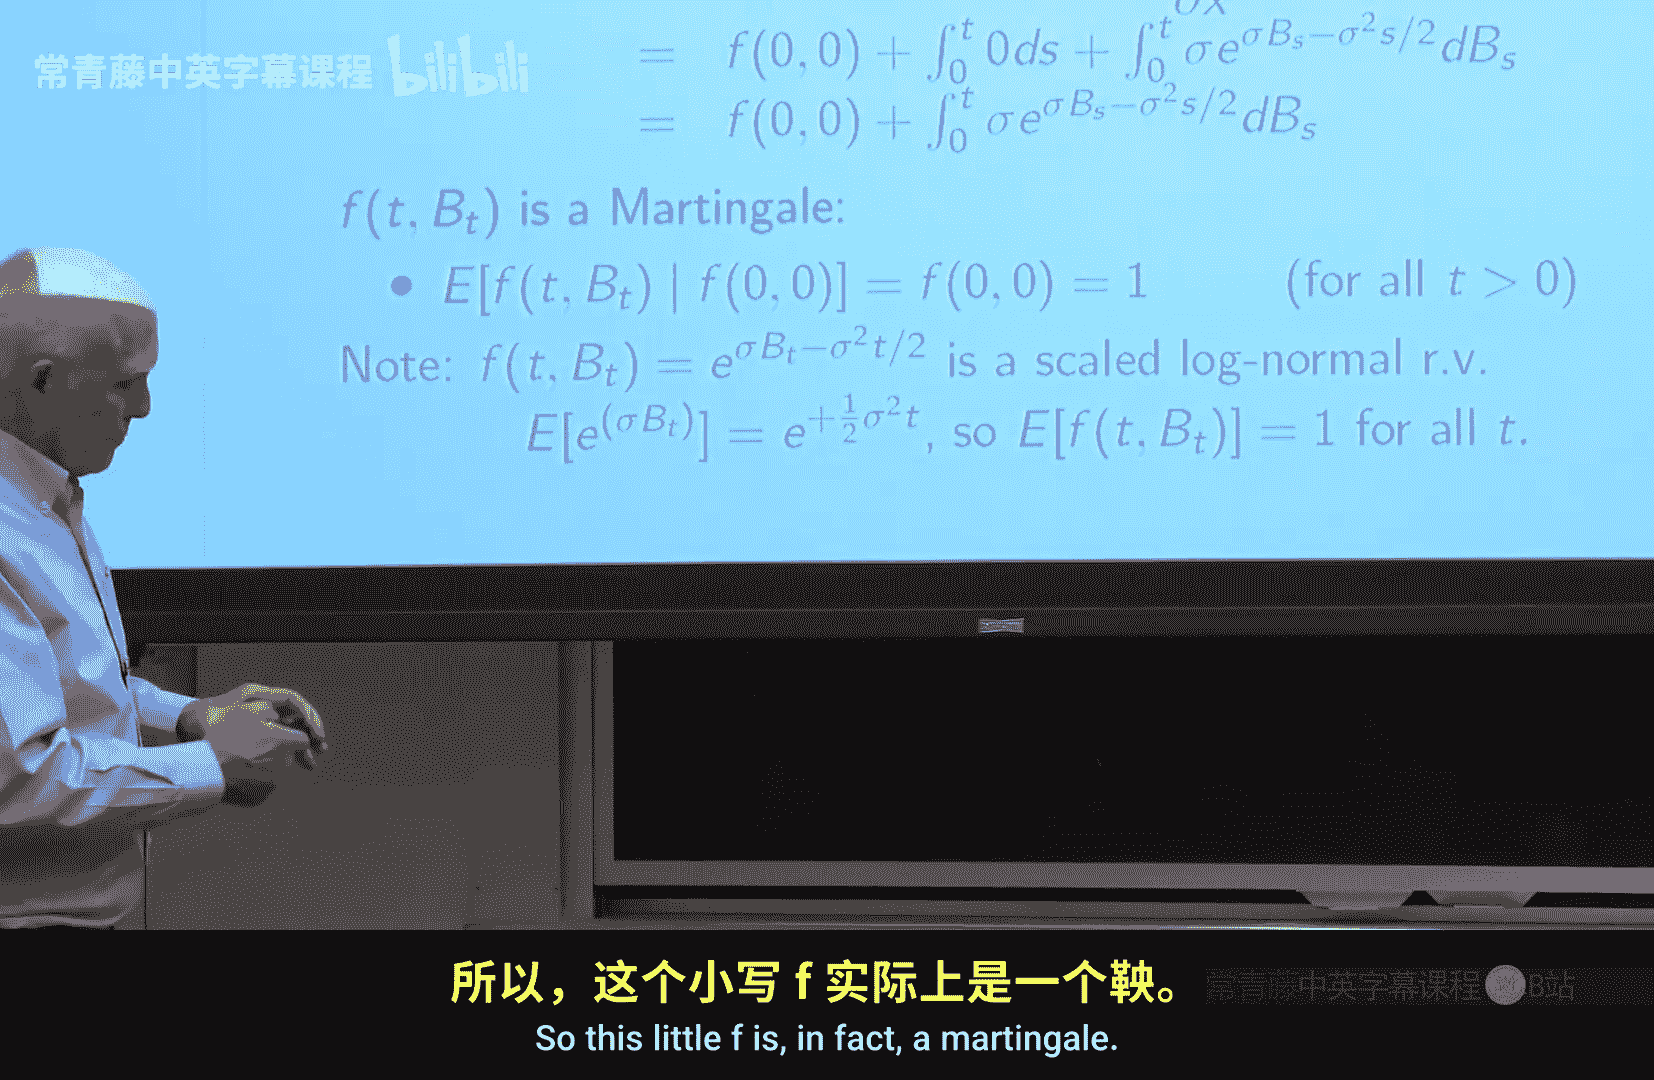 常青藤中英字幕课程 bilibili
∂x
= f(0, 0) + ∫₀ᵗ 0ds + ∫₀ᵗ σe^{σB_s−σ²s/2}dB_s
= f(0, 0) + ∫₀ᵗ σe^{σB_s−σ²s/2}dB_s
f(t, B_t) is a Martingale:
• E[f(t, B_t) | f(0, 0)] = f(0, 0) = 1 (for all t > 0)
Note: f(t, B_t) = e^{σB_t−σ²t/2} is a scaled log-normal r.v.
E[e^{(σB_t)}] = e^{+½σ²t}, so E[f(t, B_t)] = 1 for all t.
所以，这个小写 f 实际上是一个鞅。
常青藤中英字幕课程 B站
So this little f is, in fact, a martingale.